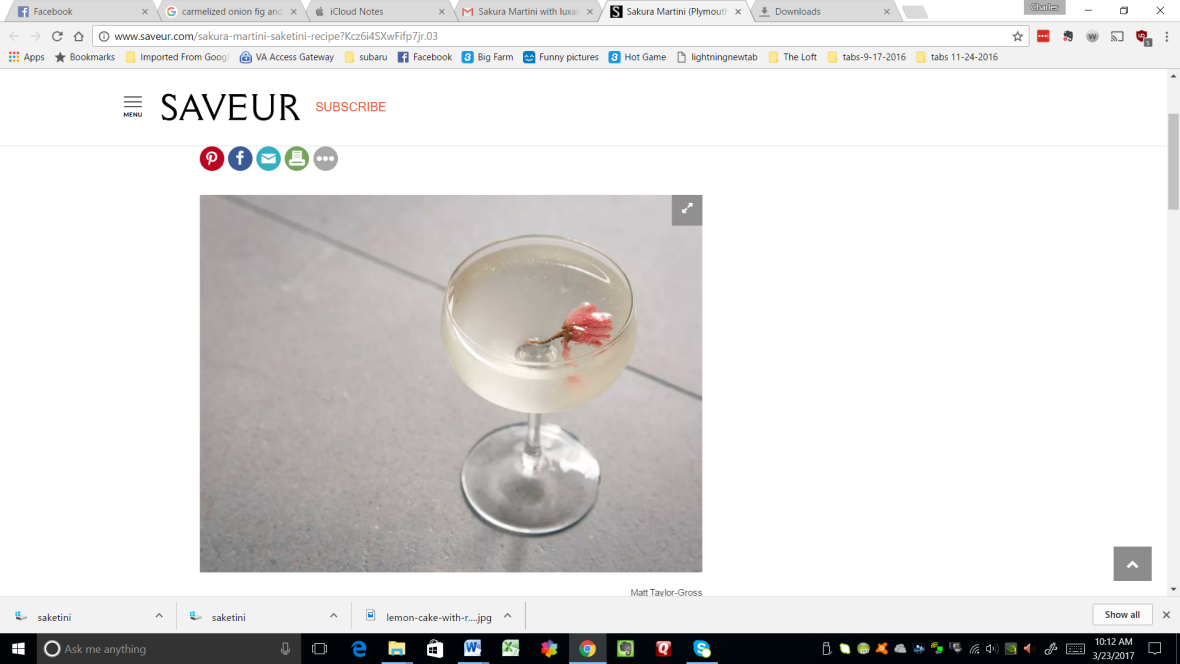 Facebook
carmelized onion fig and
iCloud Notes
Sakura Martini with luxar
Sakura Martini (Plymout
Downloads
Charles
www.saveur.com/sakura-martini-saketini-recipe?Kcz6i4SXwFifp7jr.03
Apps
Bookmarks
Imported From Goog
VA Access Gateway
subaru
Facebook
Big Farm
Funny pictures
Hot Game
lightningnewtab
The Loft
tabs-9-17-2016
tabs 11-24-2016
MENU
SAVEUR
SUBSCRIBE
Matt Taylor-Gross
saketini
saketini
lemon-cake-with-r....jpg
Show all
Ask me anything
10:12 AM
3/23/2017